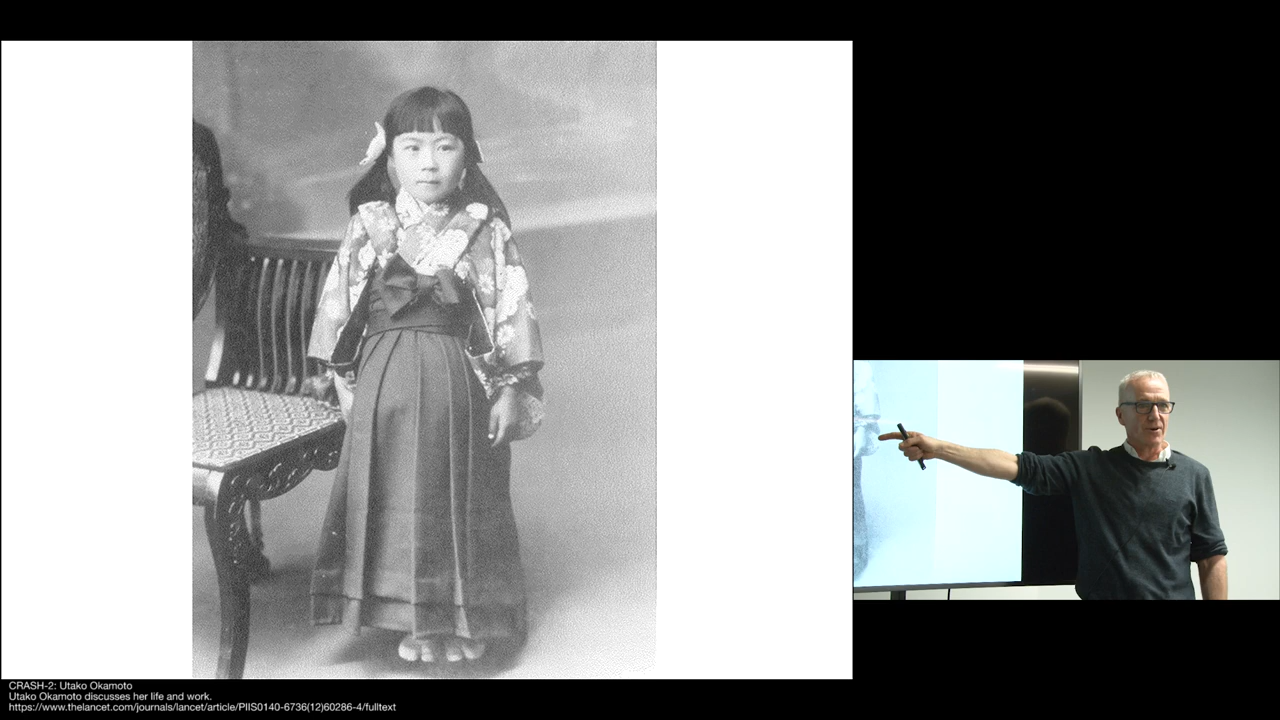 CRASH-2: Utako Okamoto
Utako Okamoto discusses her life and work.
https://www.thelancet.com/journals/lancet/article/PIIS0140-6736(12)60286-4/fulltext